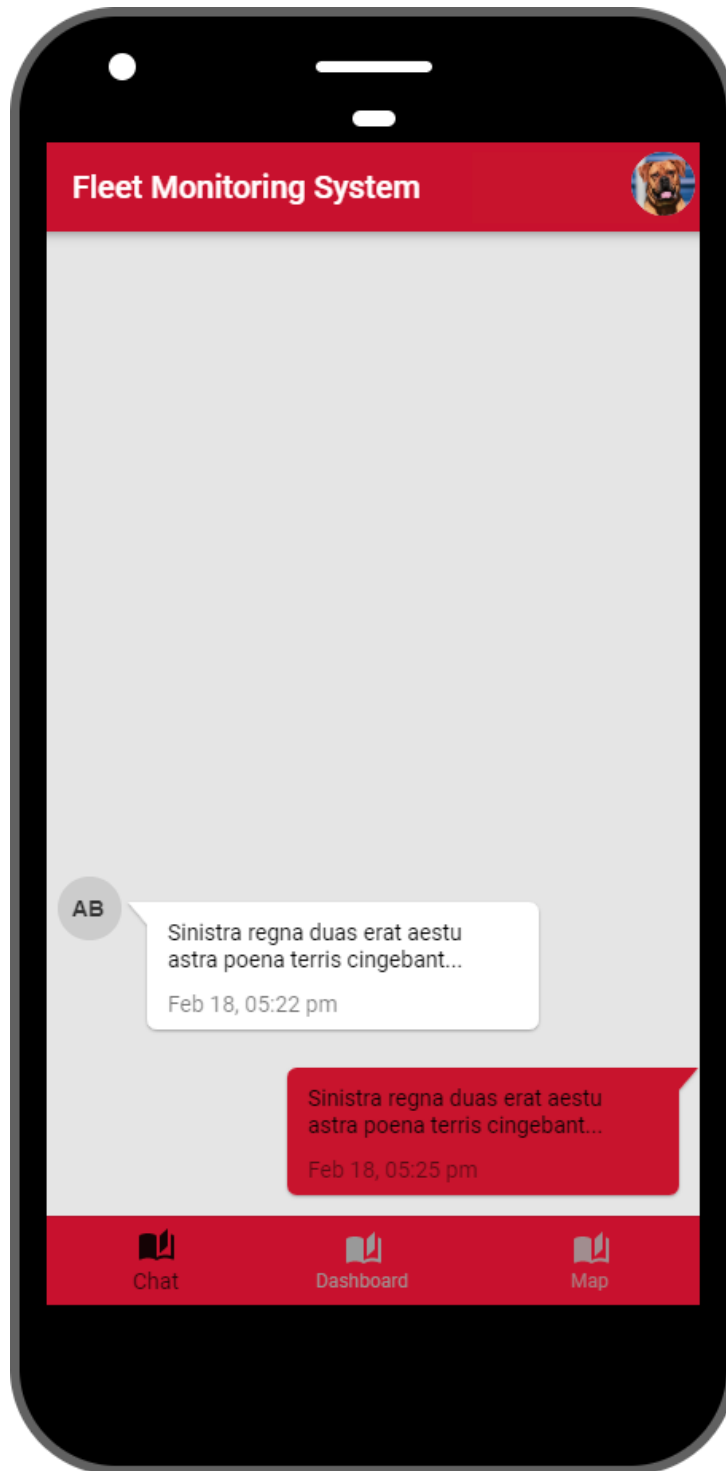 Fleet Monitoring System
AB
Sinistra regna duas erat aestu
astra poena terris cingebant...
Feb 18, 05:22 pm
Sinistra regna duas erat aestu
astra poena terris cingebant...
Feb 18, 05:25 pm
Chat
Dashboard
Map